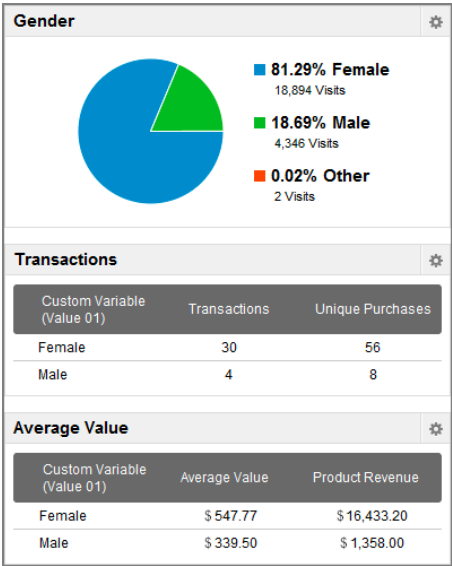 Gender
81.29% Female
18,894 Visits
18.69% Male
4,346 Visits
0.02% Other
2 Visits
Transactions
Custom Variable
(Value 01) Transactions Unique Purchases
Female 30 56
Male 4 8
Average Value
Custom Variable
(Value 01) Average Value Product Revenue
Female $547.77 $16,433.20
Male $339.50 $1,358.00